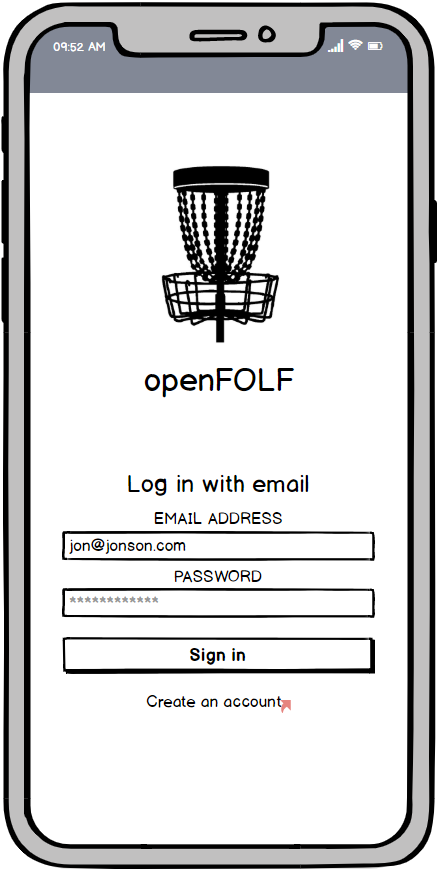 09:52 AM
openFOLF
Log in with email
EMAIL ADDRESS
jon@jonson.com
PASSWORD
************
Sign in
Create an account